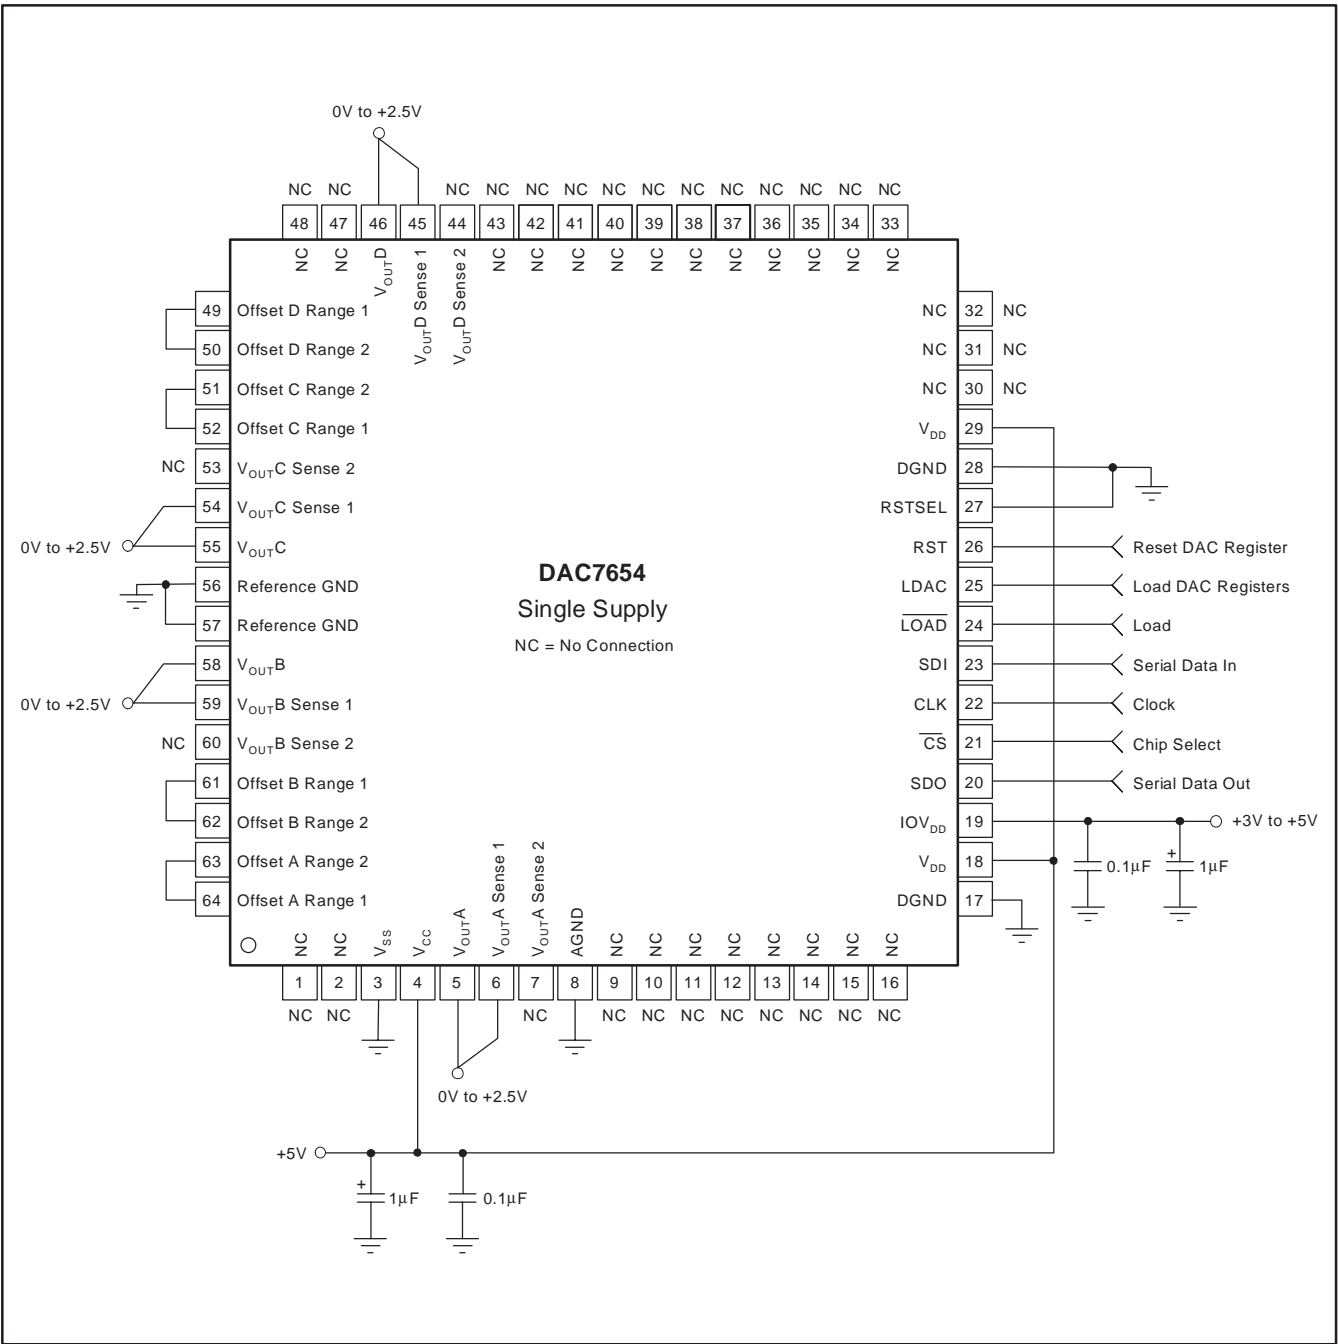 0V to +2.5V
NC NC NC NC NC NC NC NC NC NC NC NC NC NC
48 47 46 45 44 43 42 41 40 39 38 37 36 35 34 33
NC NC VOUTD VOUTD Sense 1 VOUTD Sense 2 NC NC NC NC NC NC NC NC NC NC NC
49 Offset D Range 1
50 Offset D Range 2
51 Offset C Range 2
52 Offset C Range 1
NC 53 VOUTC Sense 2
54 VOUTC Sense 1
0V to +2.5V 55 VOUTC
56 Reference GND
57 Reference GND
58 VOUTB
0V to +2.5V 59 VOUTB Sense 1
NC 60 VOUTB Sense 2
61 Offset B Range 1
62 Offset B Range 2
63 Offset A Range 2
64 Offset A Range 1
DAC7654
Single Supply
NC = No Connection
NC 32 NC
NC 31 NC
NC 30 NC
VDD 29
DGND 28
RSTSEL 27
RST 26 Reset DAC Register
LDAC 25 Load DAC Registers
LOAD 24 Load
SDI 23 Serial Data In
CLK 22 Clock
CS 21 Chip Select
SDO 20 Serial Data Out
IOVDD 19 +3V to +5V
VDD 18 0.1μF + 1μF
DGND 17
NC NC VSS VCC VOUTA VOUTA Sense 1 VOUTA Sense 2 AGND NC NC NC NC NC NC NC NC
1 2 3 4 5 6 7 8 9 10 11 12 13 14 15 16
NC NC NC NC NC NC NC NC NC NC NC
0V to +2.5V
+5V
+ 1μF 0.1μF